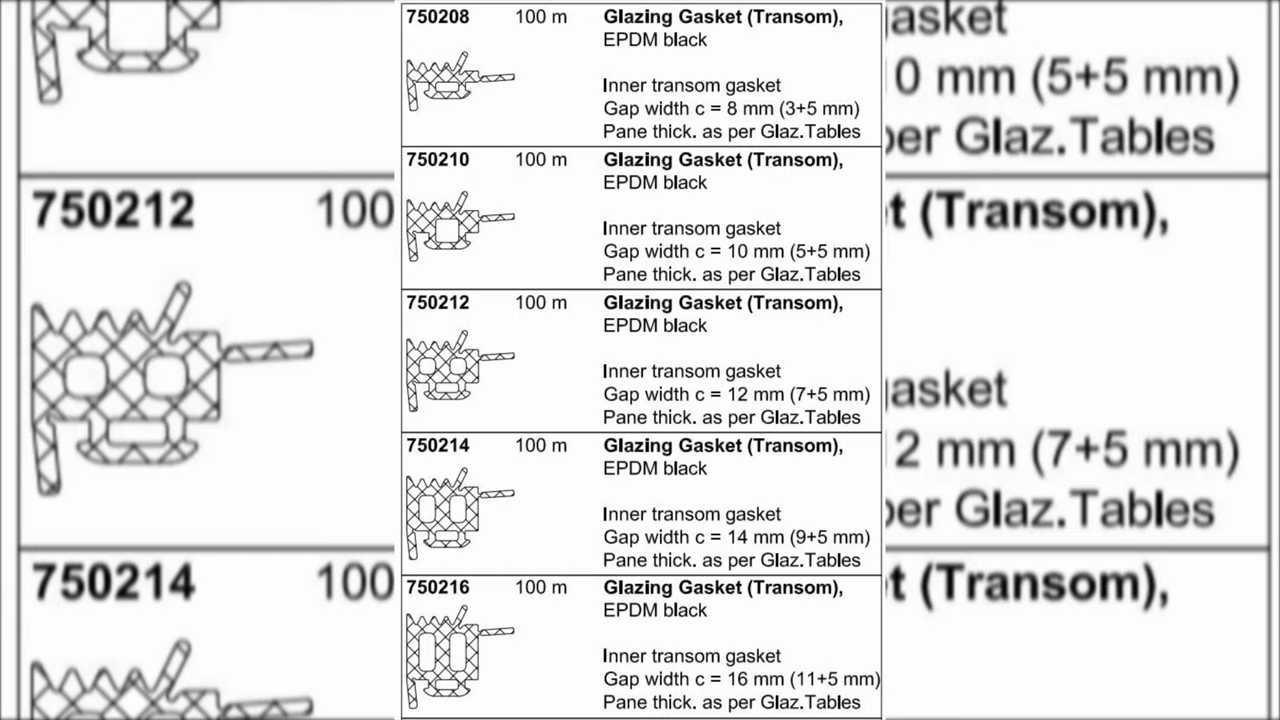 750208 100 m Glazing Gasket (Transom),
EPDM black
Inner transom gasket
Gap width c = 8 mm (3+5 mm)
Pane thick. as per Glaz.Tables
750210 100 m Glazing Gasket (Transom),
EPDM black
Inner transom gasket
Gap width c = 10 mm (5+5 mm)
Pane thick. as per Glaz.Tables
750212 100 m Glazing Gasket (Transom),
EPDM black
Inner transom gasket
Gap width c = 12 mm (7+5 mm)
Pane thick. as per Glaz.Tables
750214 100 m Glazing Gasket (Transom),
EPDM black
Inner transom gasket
Gap width c = 14 mm (9+5 mm)
Pane thick. as per Glaz.Tables
750216 100 m Glazing Gasket (Transom),
EPDM black
Inner transom gasket
Gap width c = 16 mm (11+5 mm)
Pane thick. as per Glaz.Tables
750212 100
750214 100
asket
0 mm (5+5 mm)
er Glaz.Tables
t (Transom),
asket
2 mm (7+5 mm)
er Glaz.Tables
t (Transom),